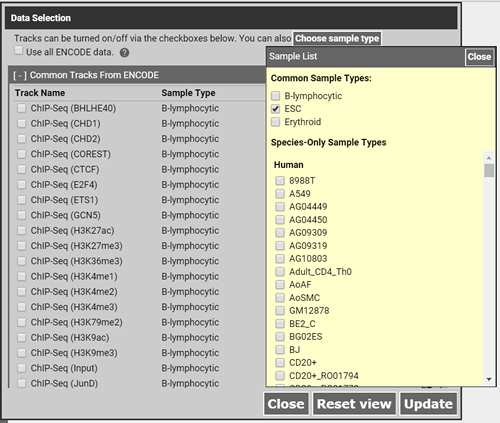 Data Selection
Tracks can be turned on/off via the checkboxes below. You can also Choose sample type
Use all ENCODE data. ?
[ - ] Common Tracks From ENCODE
Track Name Sample Type
ChIP-Seq (BHLHE40) B-lymphocytic
ChIP-Seq (CHD1) B-lymphocytic
ChIP-Seq (CHD2) B-lymphocytic
ChIP-Seq (COREST) B-lymphocytic
ChIP-Seq (CTCF) B-lymphocytic
ChIP-Seq (E2F4) B-lymphocytic
ChIP-Seq (ETS1) B-lymphocytic
ChIP-Seq (GCN5) B-lymphocytic
ChIP-Seq (H3K27ac) B-lymphocytic
ChIP-Seq (H3K27me3) B-lymphocytic
ChIP-Seq (H3K36me3) B-lymphocytic
ChIP-Seq (H3K4me1) B-lymphocytic
ChIP-Seq (H3K4me2) B-lymphocytic
ChIP-Seq (H3K4me3) B-lymphocytic
ChIP-Seq (H3K79me2) B-lymphocytic
ChIP-Seq (H3K9ac) B-lymphocytic
ChIP-Seq (H3K9me3) B-lymphocytic
ChIP-Seq (Input) B-lymphocytic
ChIP-Seq (JunD) B-lymphocytic
Sample List Close
Common Sample Types:
B-lymphocytic
ESC
Erythroid
Species-Only Sample Types
Human
8988T
A549
AG04449
AG04450
AG09309
AG09319
AG10803
Adult_CD4_Th0
AoAF
AoSMC
GM12878
BE2_C
BG02ES
BJ
CD20+
CD20+_RO01794
Close Reset view Update